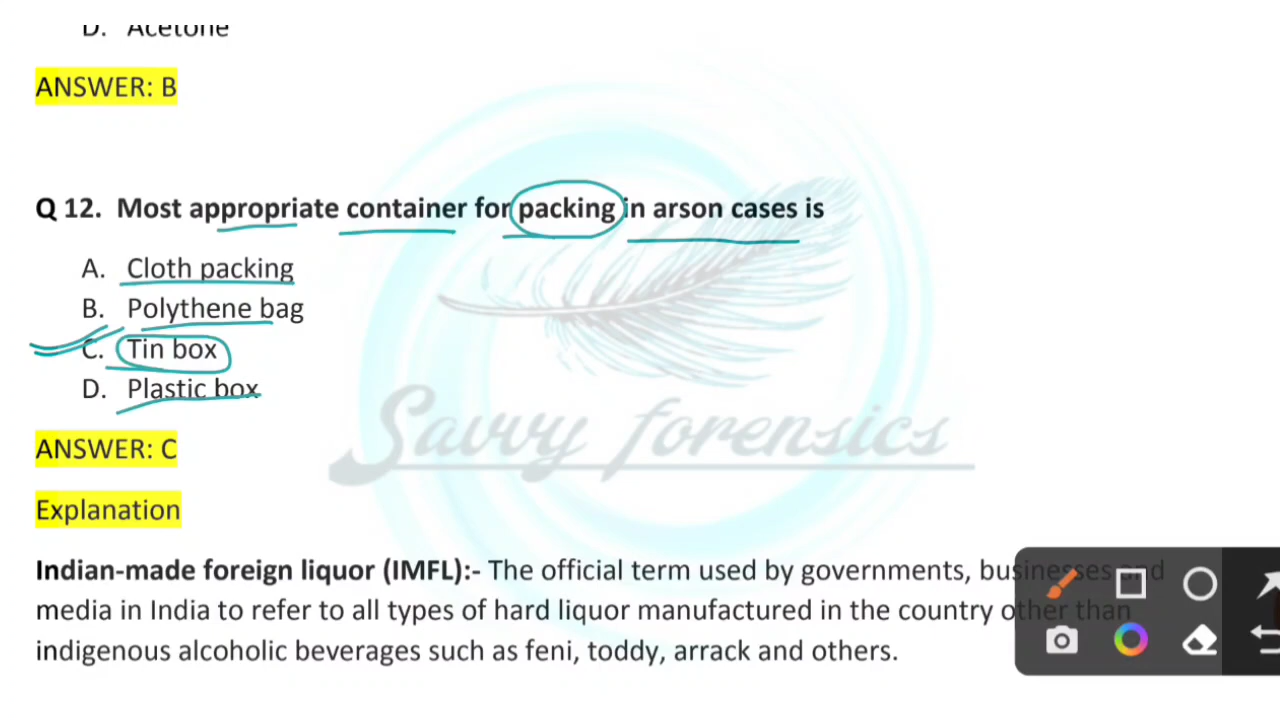 D. Acetone
ANSWER: B
Q 12. Most appropriate container for packing in arson cases is
A. Cloth packing
B. Polythene bag
C. Tin box
D. Plastic box
Savvy forensics
ANSWER: C
Explanation
Indian-made foreign liquor (IMFL):- The official term used by governments, businesses and
media in India to refer to all types of hard liquor manufactured in the country other than
indigenous alcoholic beverages such as feni, toddy, arrack and others.